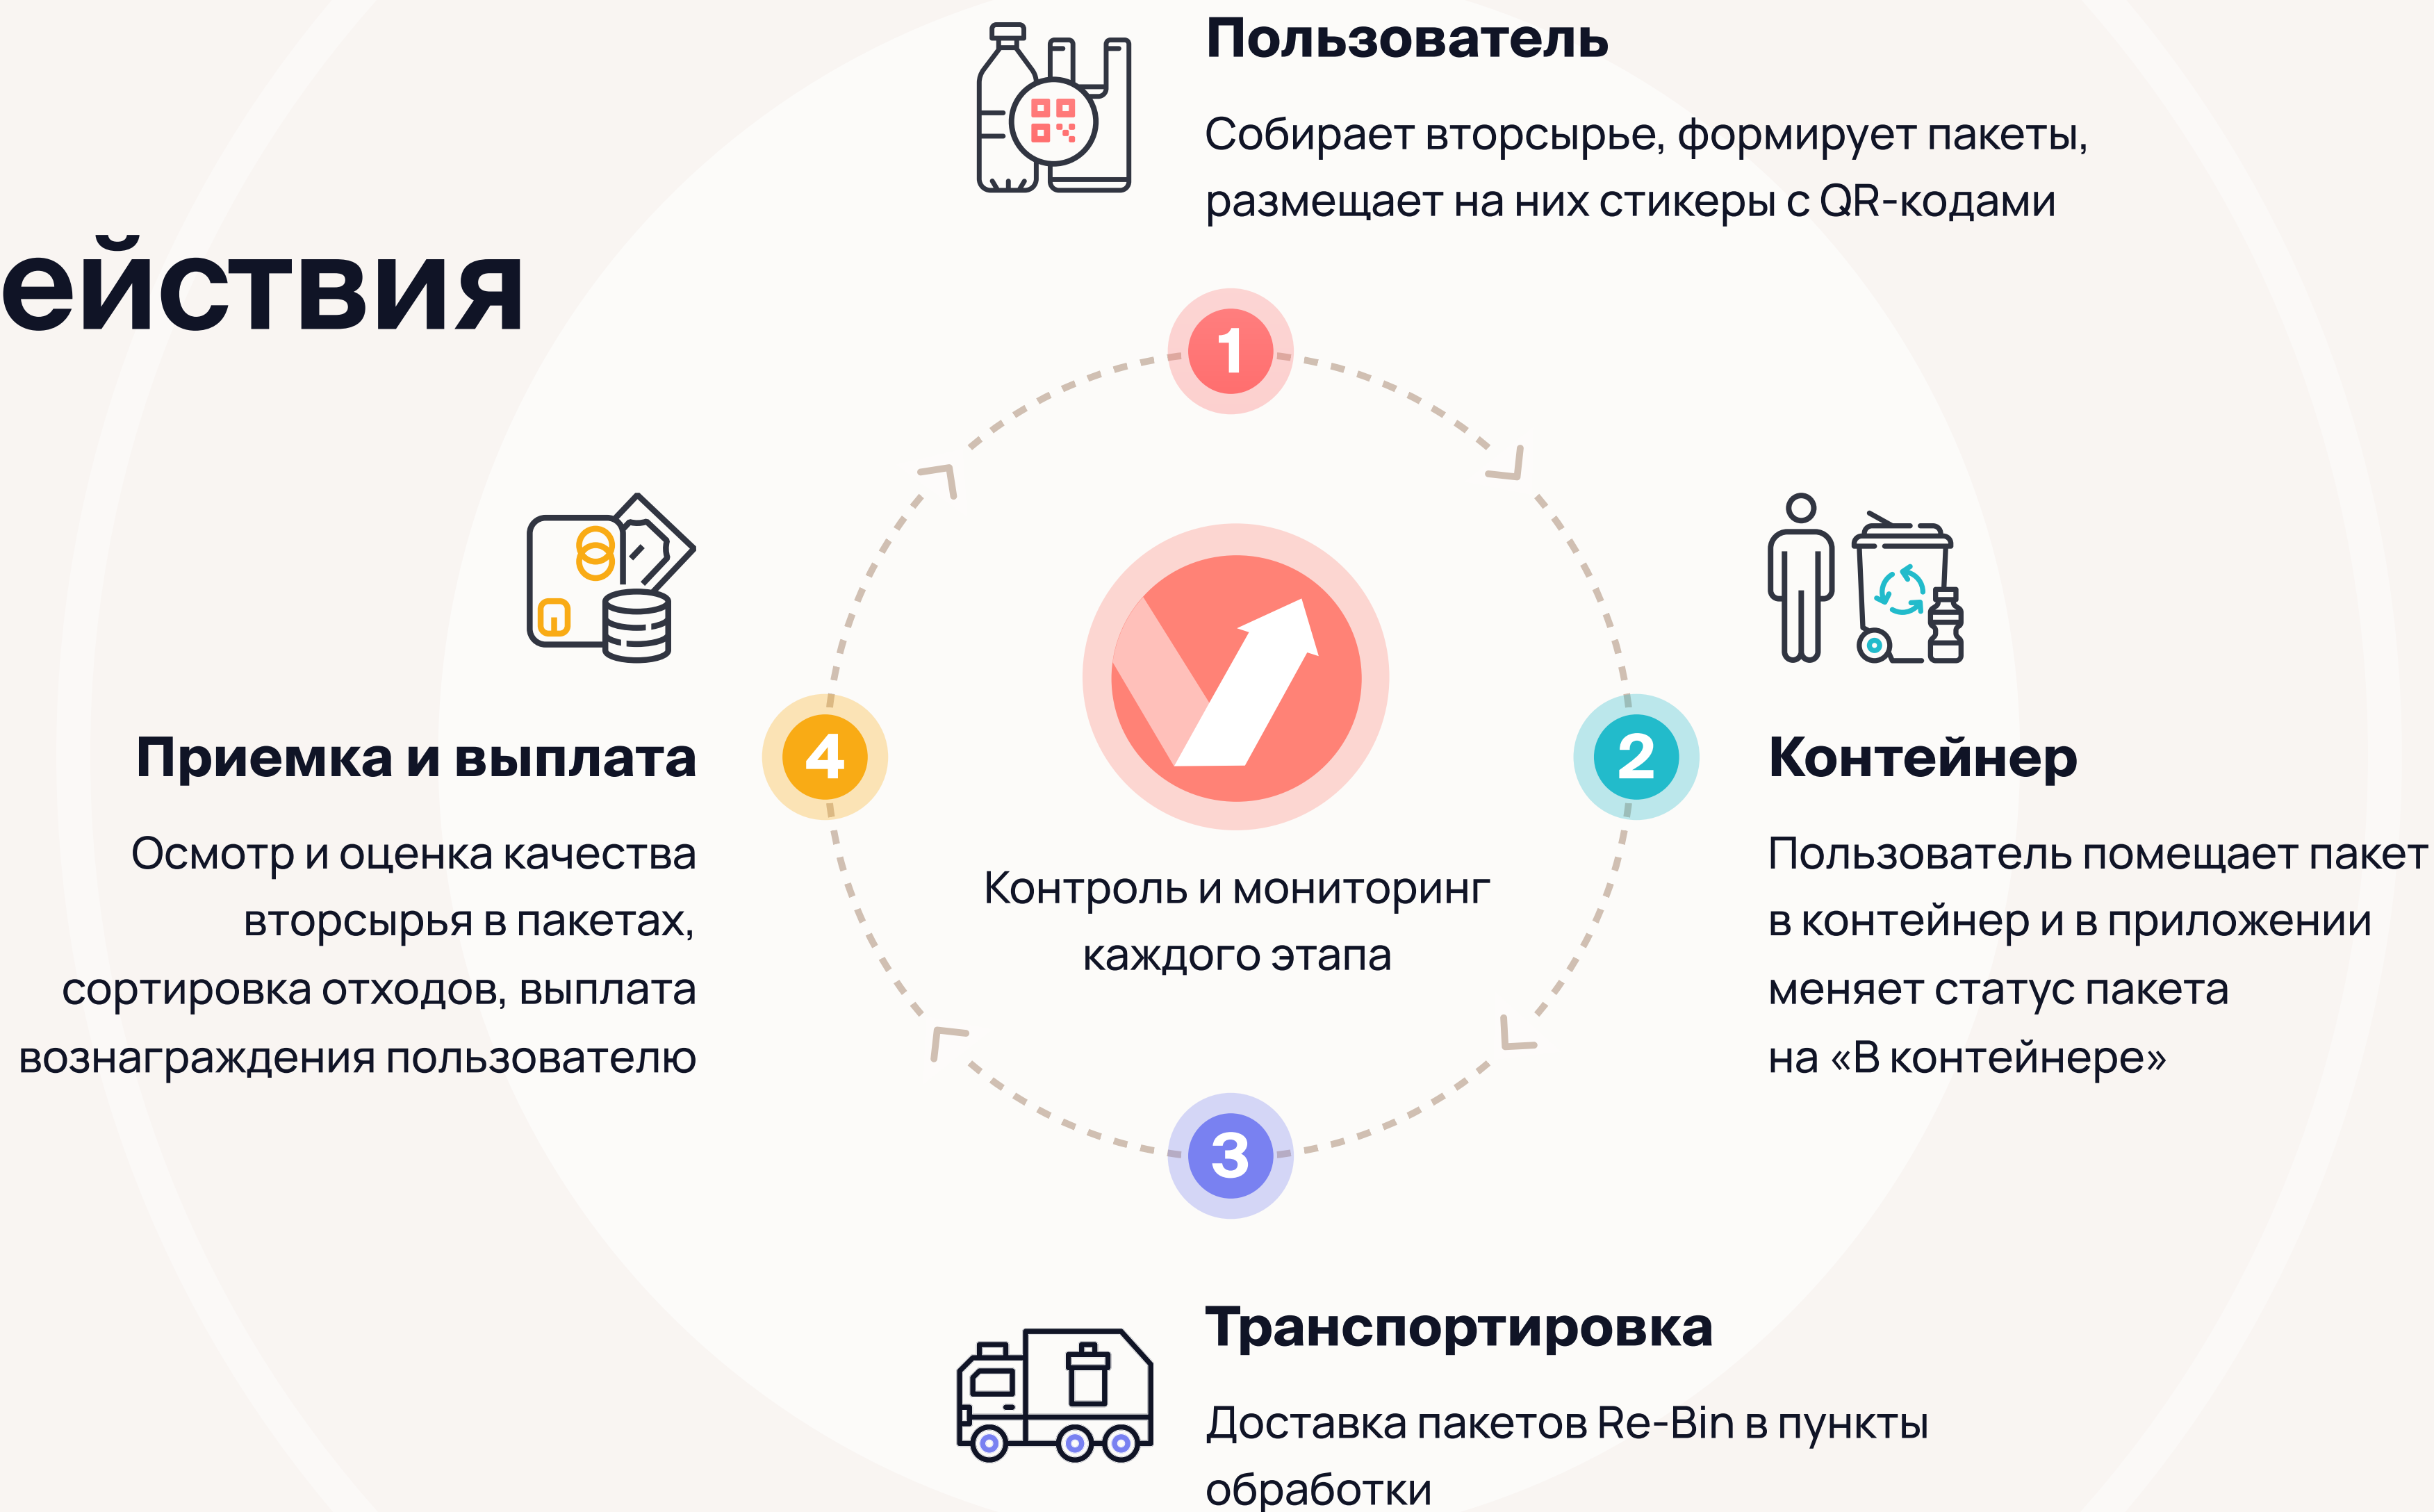 Пользователь
Собирает вторсырье, формирует пакеты,
размещает на них стикеры с QR-кодами
ействия
1
2
Контейнер
Пользователь помещает пакет
в контейнер и в приложении
меняет статус пакета
на «В контейнере»
3
Транспортировка
Доставка пакетов Re-Bin в пункты
обработки
4
Приемка и выплата
Осмотр и оценка качества
вторсырья в пакетах,
сортировка отходов, выплата
вознаграждения пользователю
Контроль и мониторинг
каждого этапа